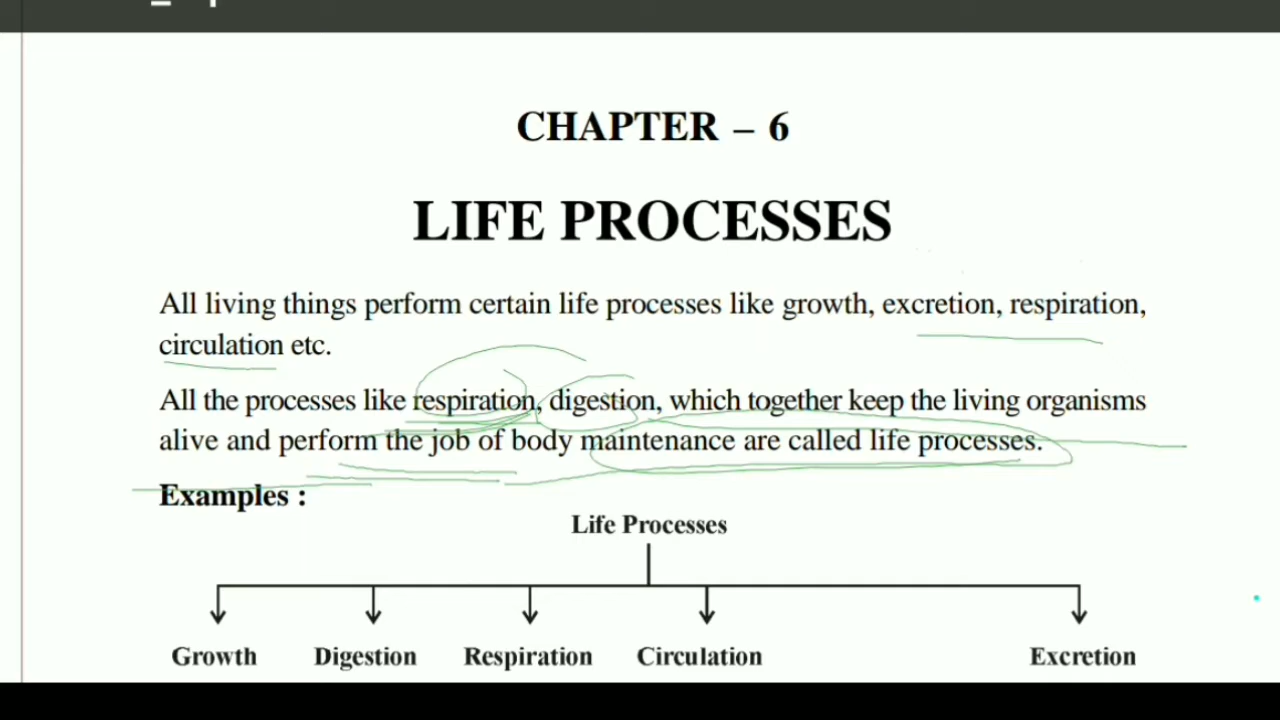 CHAPTER – 6
LIFE PROCESSES
All living things perform certain life processes like growth, excretion, respiration,
circulation etc.
All the processes like respiration, digestion, which together keep the living organisms
alive and perform the job of body maintenance are called life processes.
Examples :
Life Processes
Growth Digestion Respiration Circulation Excretion